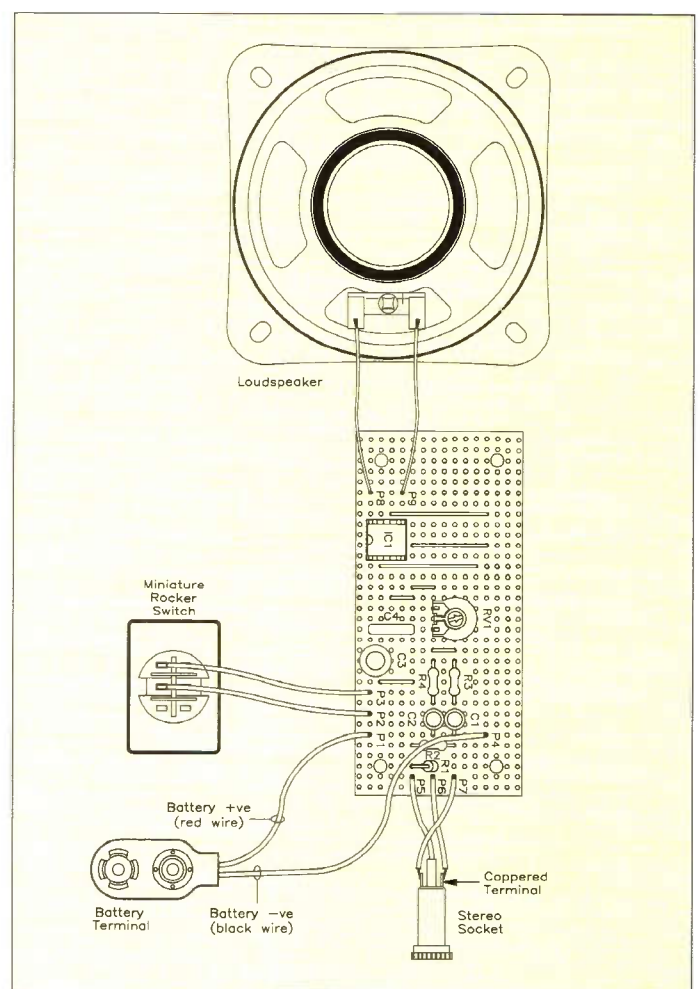 Loudspeaker
P8
P9
IC1
Miniature
Rocker
Switch
C4
RV1
C3
R4
R3
P3
P2
P1
C2
C1
P4
R2
R1
P5
P6
P7
Battery +ve
(red wire)
Battery
Terminal
Battery -ve
(black wire)
Coppered
Terminal
Stereo
Socket